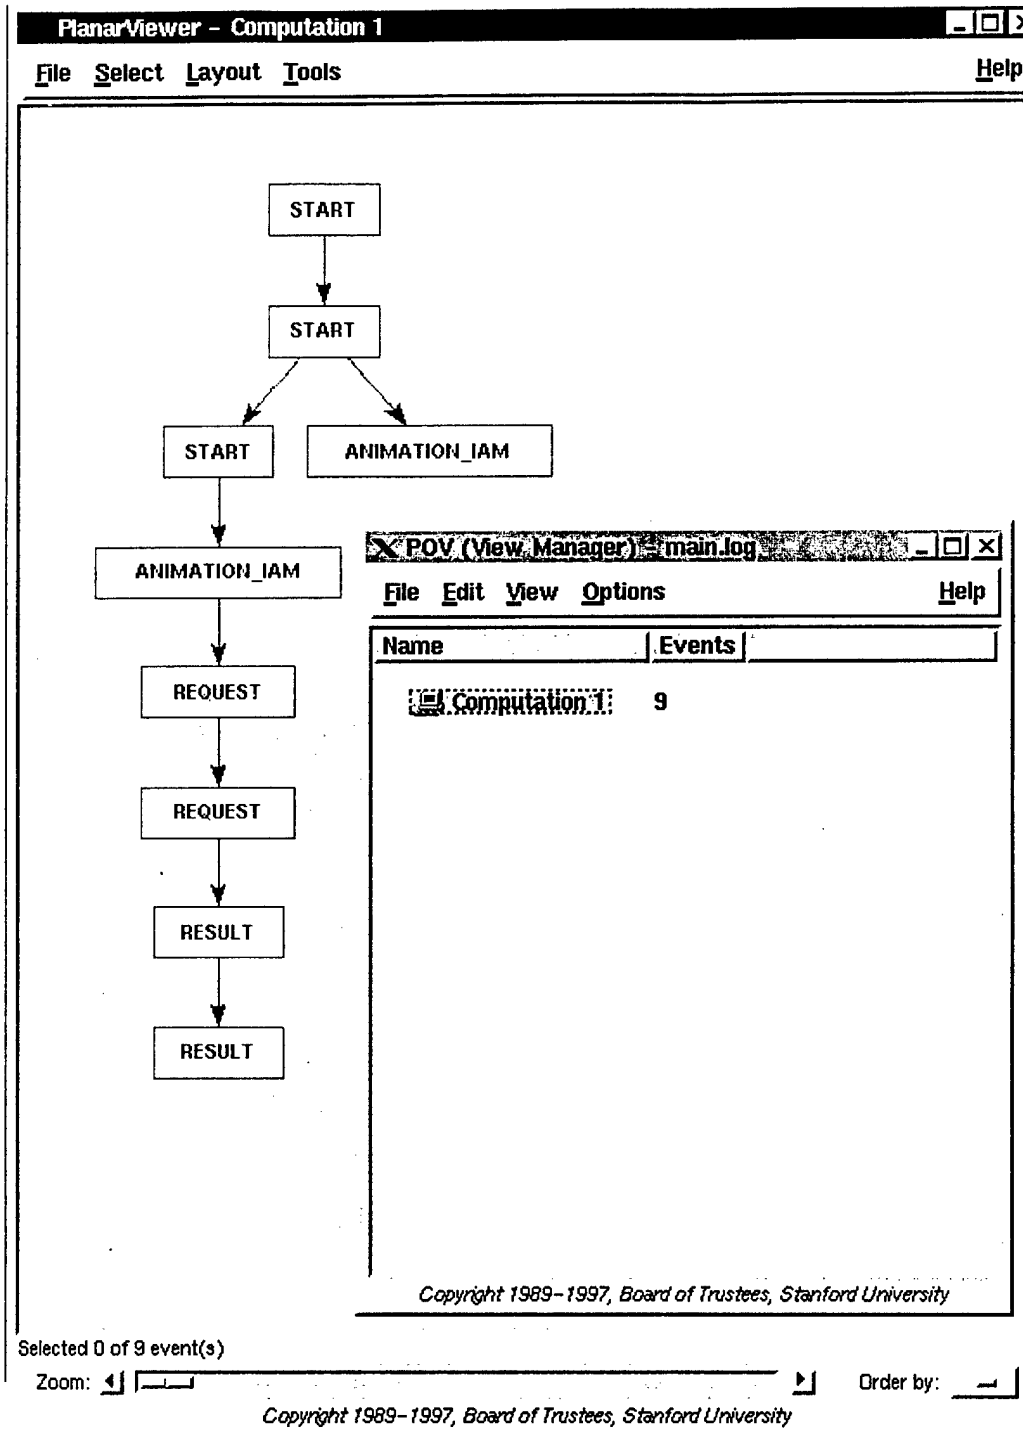 PlanarViewer - Computation 1
File Select Layout Tools Help
START
START
START ANIMATION_IAM
ANIMATION_IAM
REQUEST
REQUEST
RESULT
RESULT
POV (View Manager) - main.log
File Edit View Options Help
Name Events
Computation 1 9
Copyright 1989-1997, Board of Trustees, Stanford University
Selected 0 of 9 event(s)
Zoom: Order by:
Copyright 1989-1997, Board of Trustees, Stanford University